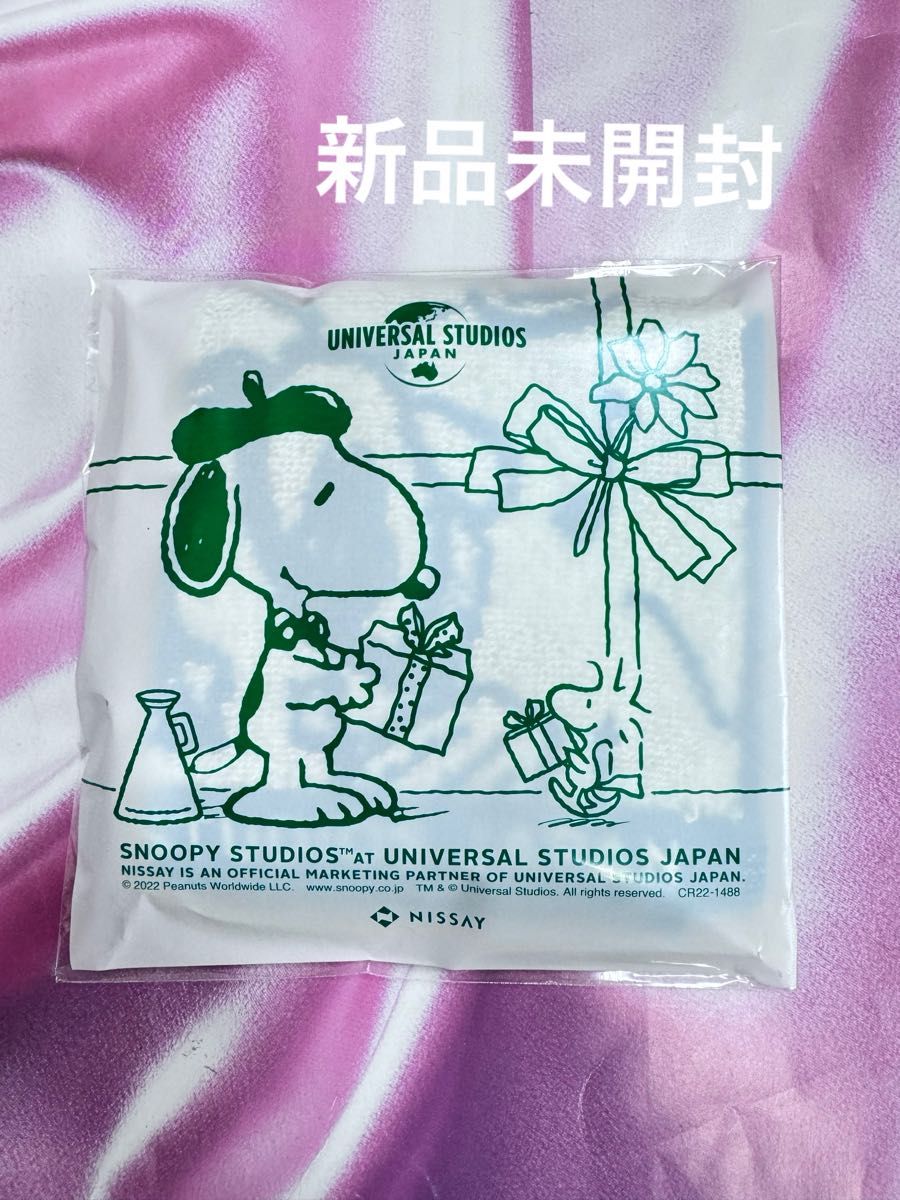 新品未開封
UNIVERSAL STUDIOS
JAPAN
SNOOPY STUDIOS™ AT UNIVERSAL STUDIOS JAPAN
NISSAY IS AN OFFICIAL MARKETING PARTNER OF UNIVERSAL STUDIOS JAPAN.
© 2022 Peanuts Worldwide LLC. www.snoopy.co.jp TM & © Universal Studios. All rights reserved. CR22-1488
NISSAY